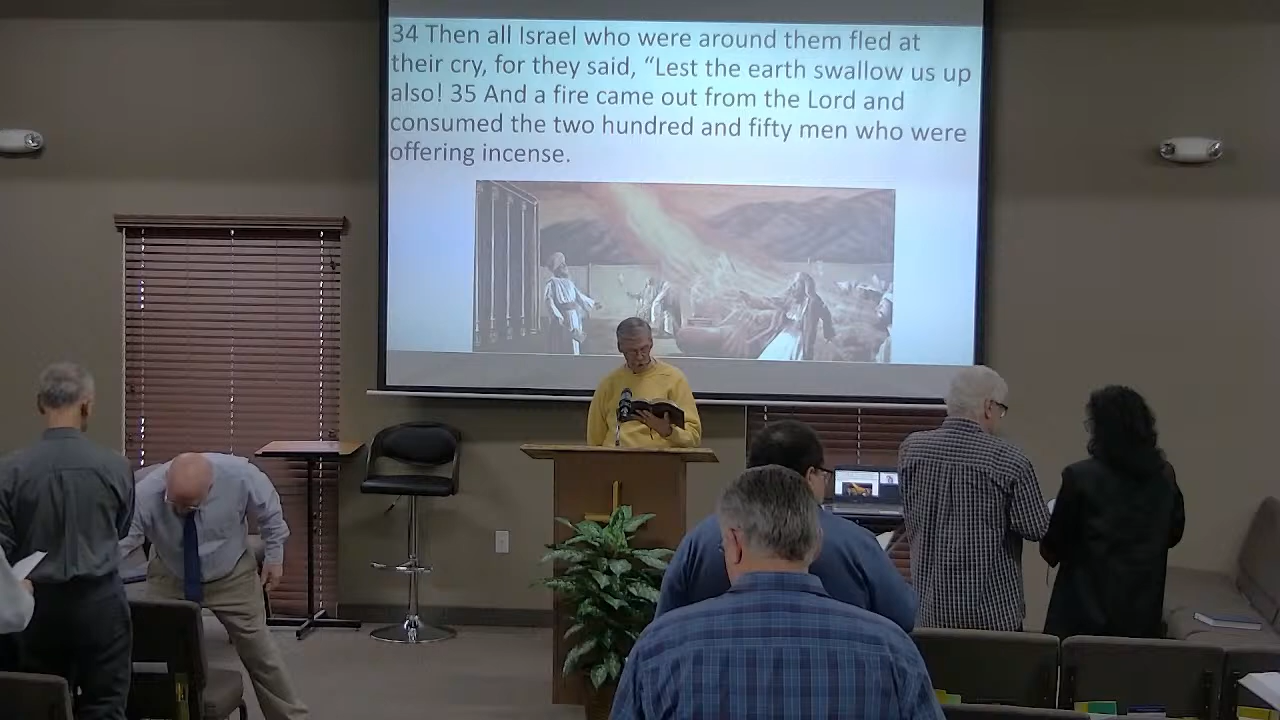 34 Then all Israel who were around them fled at
their cry, for they said, “Lest the earth swallow us up
also! 35 And a fire came out from the Lord and
consumed the two hundred and fifty men who were
offering incense.